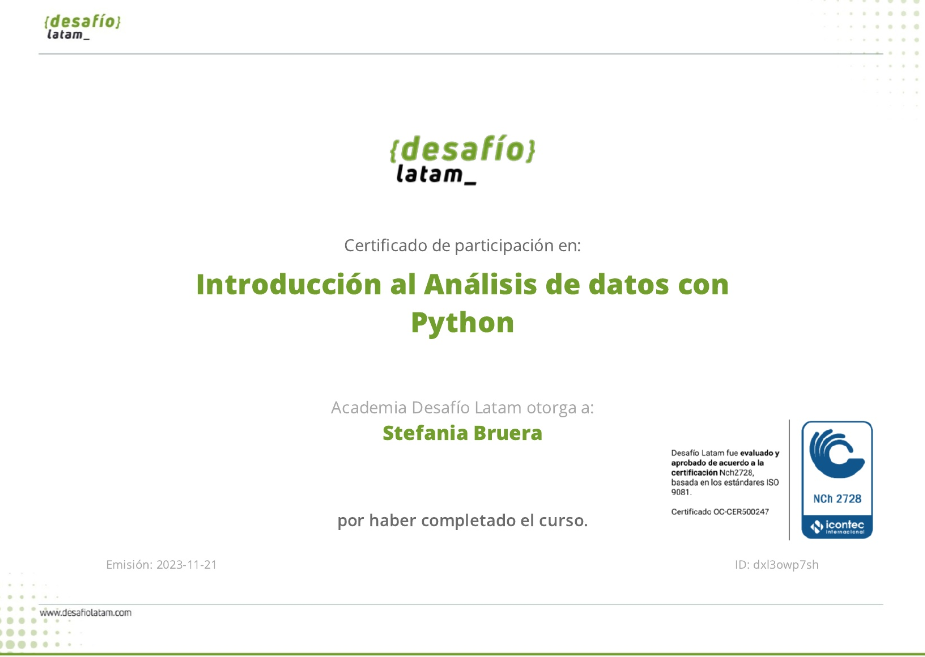 {desafío}
latam_
{desafío}
latam_
Certificado de participación en:
Introducción al Análisis de datos con
Python
Academia Desafío Latam otorga a:
Stefania Bruera
Desafío Latam fue evaluado y
aprobado de acuerdo a la
certificación Nch2728,
basada en los estándares ISO
9081.
Certificado OC-CER500247
NCh 2728
icontec
internacional
por haber completado el curso.
Emisión: 2023-11-21
ID: dxl3owp7sh
www.desafiolatam.com